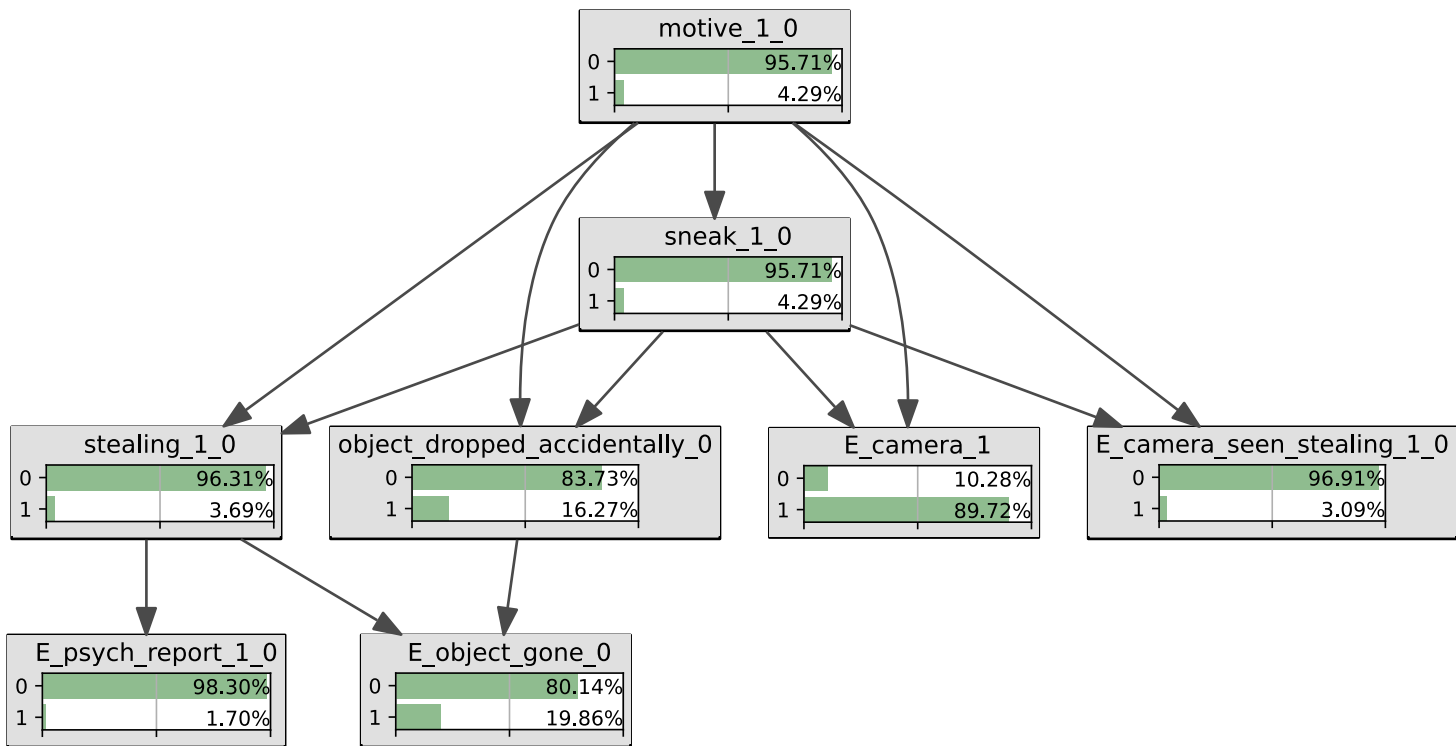 motive_1_0
0 95.71%
1 4.29%
sneak_1_0
0 95.71%
1 4.29%
stealing_1_0
0 96.31%
1 3.69%
object_dropped_accidentally_0
0 83.73%
1 16.27%
E_camera_1
0 10.28%
1 89.72%
E_camera_seen_stealing_1_0
0 96.91%
1 3.09%
E_psych_report_1_0
0 98.30%
1 1.70%
E_object_gone_0
0 80.14%
1 19.86%